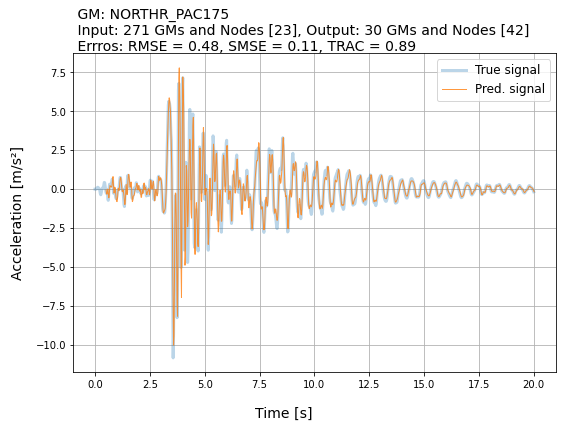 GM: NORTHR_PAC175
Input: 271 GMs and Nodes [23], Output: 30 GMs and Nodes [42]
Errros: RMSE = 0.48, SMSE = 0.11, TRAC = 0.89
True signal
Pred. signal
7.5
5.0
2.5
0.0
−2.5
−5.0
−7.5
−10.0
Acceleration [m/s²]
0.0 2.5 5.0 7.5 10.0 12.5 15.0 17.5 20.0
Time [s]